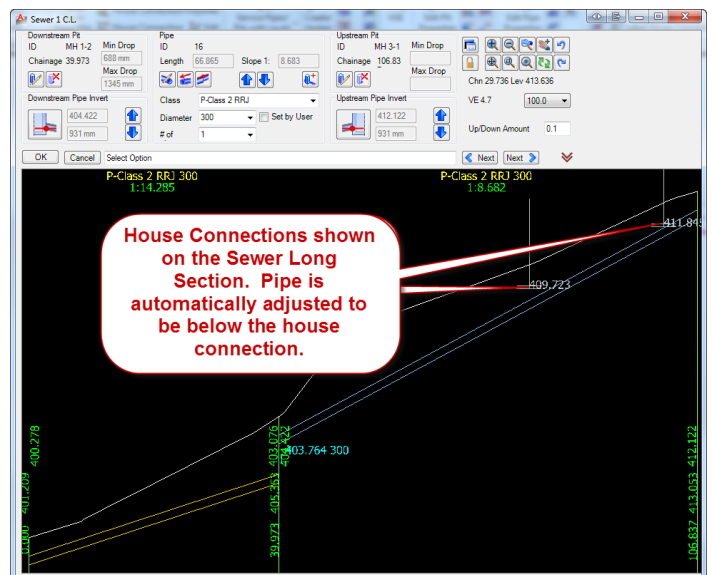 Sewer 1 C.L.
Downstream Pit
ID MH 1-2 Min Drop
Chainage 39.973 688 mm
Max Drop
1345 mm
Pipe
ID 16
Length 66.865 Slope 1: 8.683
Upstream Pit
ID MH 3-1 Min Drop
Chainage 106.83
Max Drop
Chn 29.736 Lev 413.636
Downstream Pipe Invert
404.422
931 mm
Class P-Class 2 RRJ
Diameter 300 Set by User
# of 1
Upstream Pipe Invert
412.122
931 mm
VE 4.7 100.0
Up/Down Amount 0.1
OK Cancel Select Option Next Next
P-Class 2 RRJ 300
1:14.285
P-Class 2 RRJ 300
1:8.682
House Connections shown
on the Sewer Long
Section. Pipe is
automatically adjusted to
be below the house
connection.
411.845
409.723
403.764 300
400.278
401.209
0.000
403.076
404.422
405.353
39.973
412.122
413.053
106.837